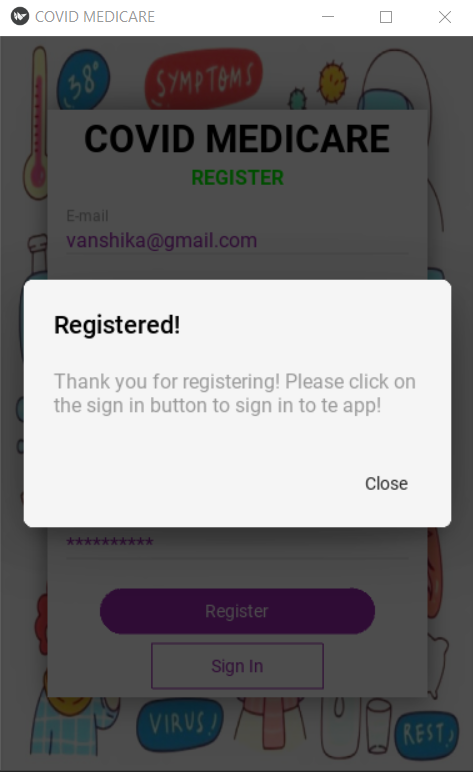 COVID MEDICARE
38°
SYMPTOMS
COVID MEDICARE
REGISTER
E-mail
vanshika@gmail.com
Registered!
Thank you for registering! Please click on
the sign in button to sign in to te app!
Close
**********
Register
Sign In
VIRUS!
REST!